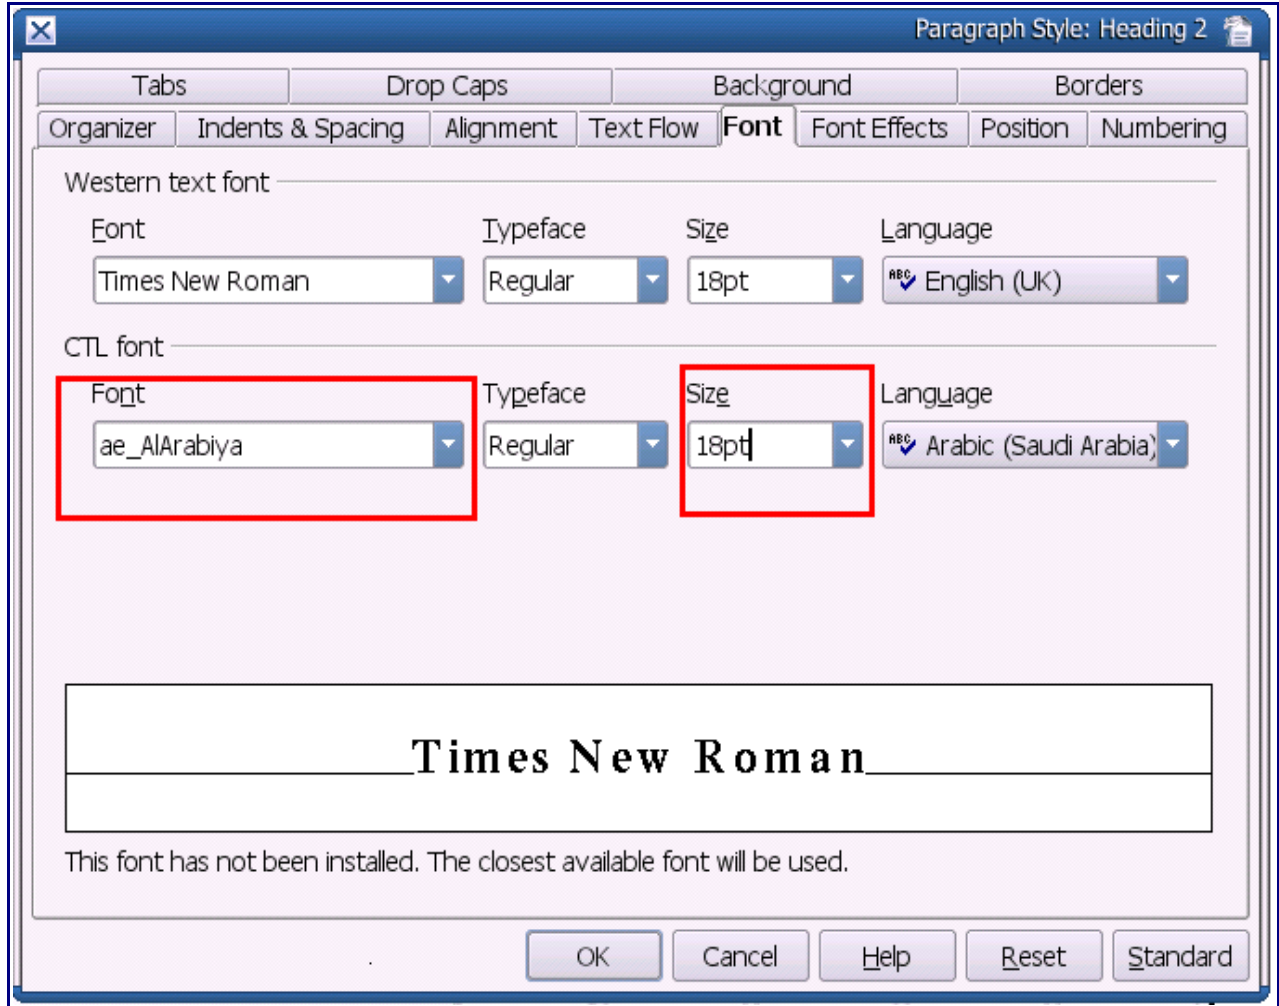 Paragraph Style: Heading 2
Tabs Drop Caps Background Borders
Organizer Indents & Spacing Alignment Text Flow Font Font Effects Position Numbering
Western text font
Font Typeface Size Language
Times New Roman Regular 18pt ABC English (UK)
CTL font
Font Typeface Size Language
ae_AlArabiya Regular 18pt ABC Arabic (Saudi Arabia)
Times New Roman
This font has not been installed. The closest available font will be used.
OK Cancel Help Reset Standard